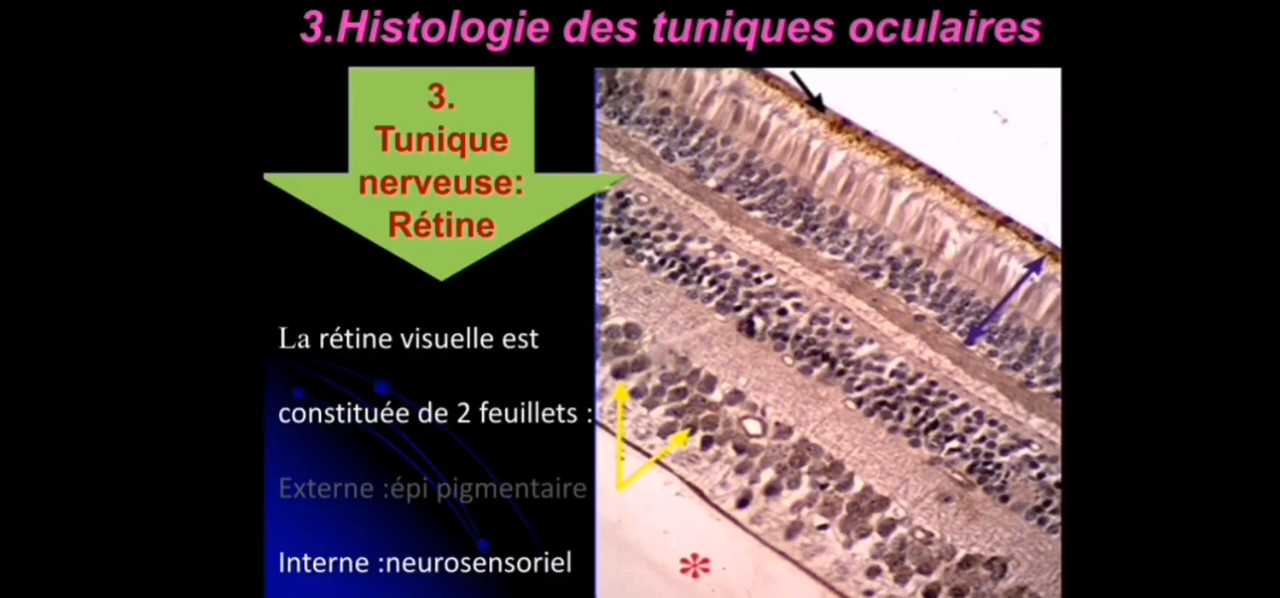 3.Histologie des tuniques oculaires
3.
Tunique
nerveuse:
Rétine
La rétine visuelle est
constituée de 2 feuillets :
Externe :épi pigmentaire
Interne :neurosensoriel
*